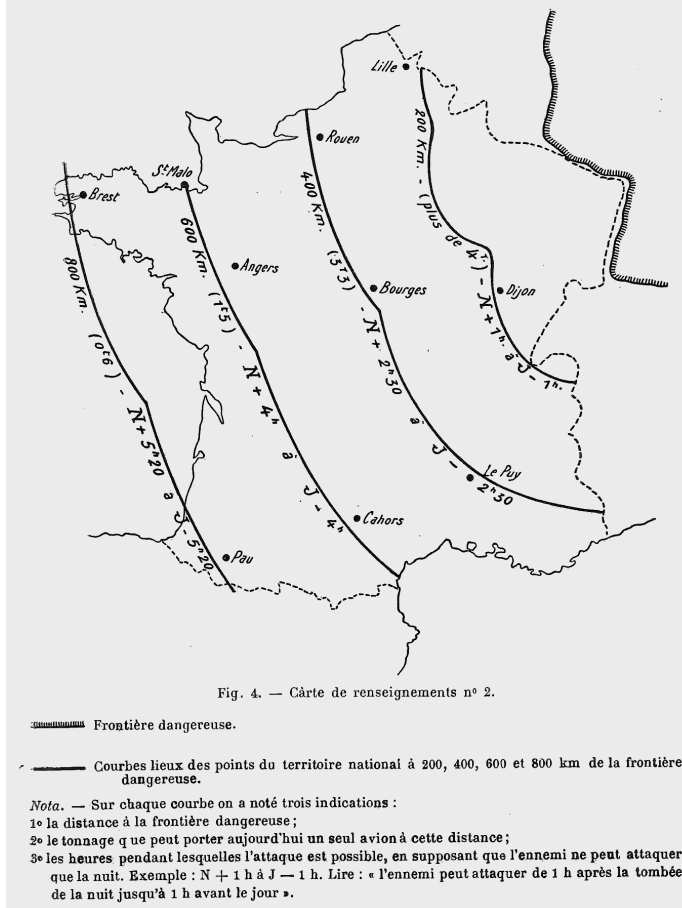 Lille
Rouen
St Malo
Brest
Angers
Bourges
Dijon
Le Puy
Cahors
Pau
200 Km. - (plus de 4T.) - N + 1h. à J - 1h.
400 Km. (3T3) - N + 2h30 à J - 2h30
600 Km. (1t5) - N + 4h à J - 4h
800 Km. (0t6) - N + 5h20 à J - 5h20
Fig. 4. — Càrte de renseignements no 2.
Frontière dangereuse.
Courbes lieux des points du territoire national à 200, 400, 600 et 800 km de la frontière
dangereuse.
Nota. — Sur chaque courbe on a noté trois indications :
1o la distance à la frontière dangereuse ;
2o le tonnage q ue peut porter aujourd'hui un seul avion à cette distance ;
3o les heures pendant lesquelles l'attaque est possible, en supposant que l'ennemi ne peut attaquer
que la nuit. Exemple : N + 1 h à J — 1 h. Lire : « l'ennemi peut attaquer de 1 h après la tombée
de la nuit jusqu'à 1 h avant le jour ».